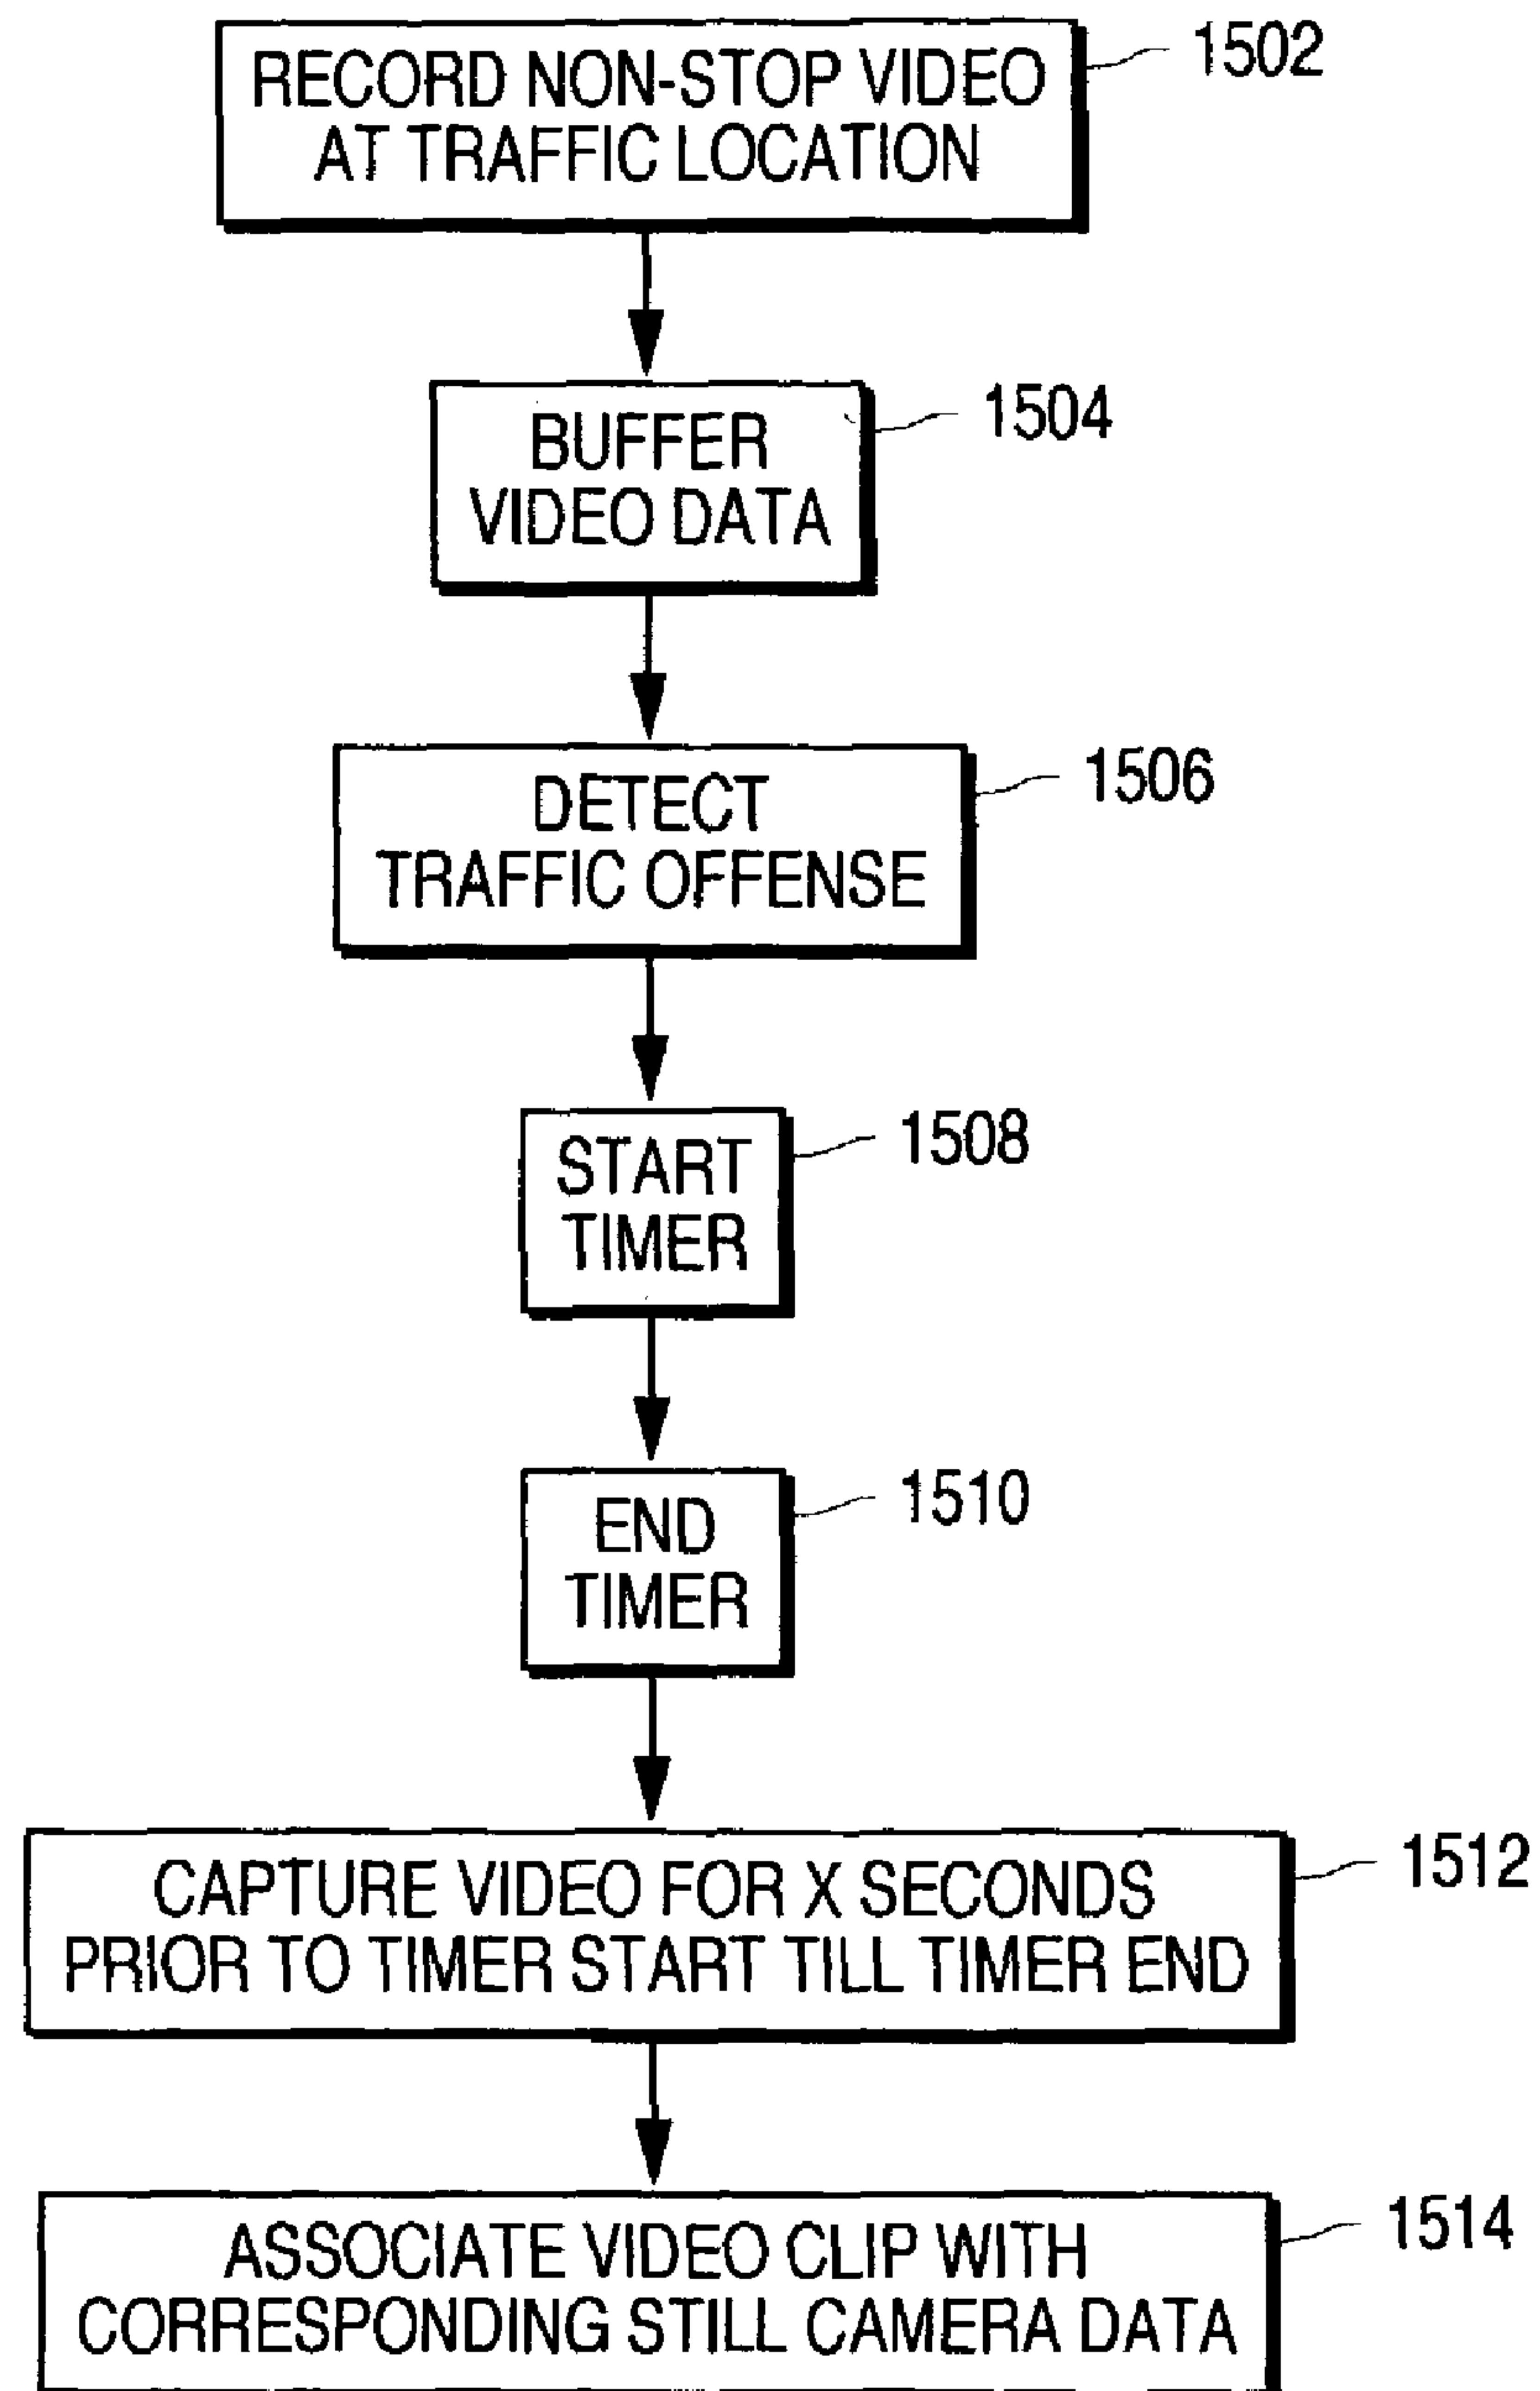 RECORD NON-STOP VIDEO
AT TRAFFIC LOCATION
1502
BUFFER
VIDEO DATA
1504
DETECT
TRAFFIC OFFENSE
1506
START
TIMER
1508
END
TIMER
1510
CAPTURE VIDEO FOR X SECONDS
PRIOR TO TIMER START TILL TIMER END
1512
ASSOCIATE VIDEO CLIP WITH
CORRESPONDING STILL CAMERA DATA
1514